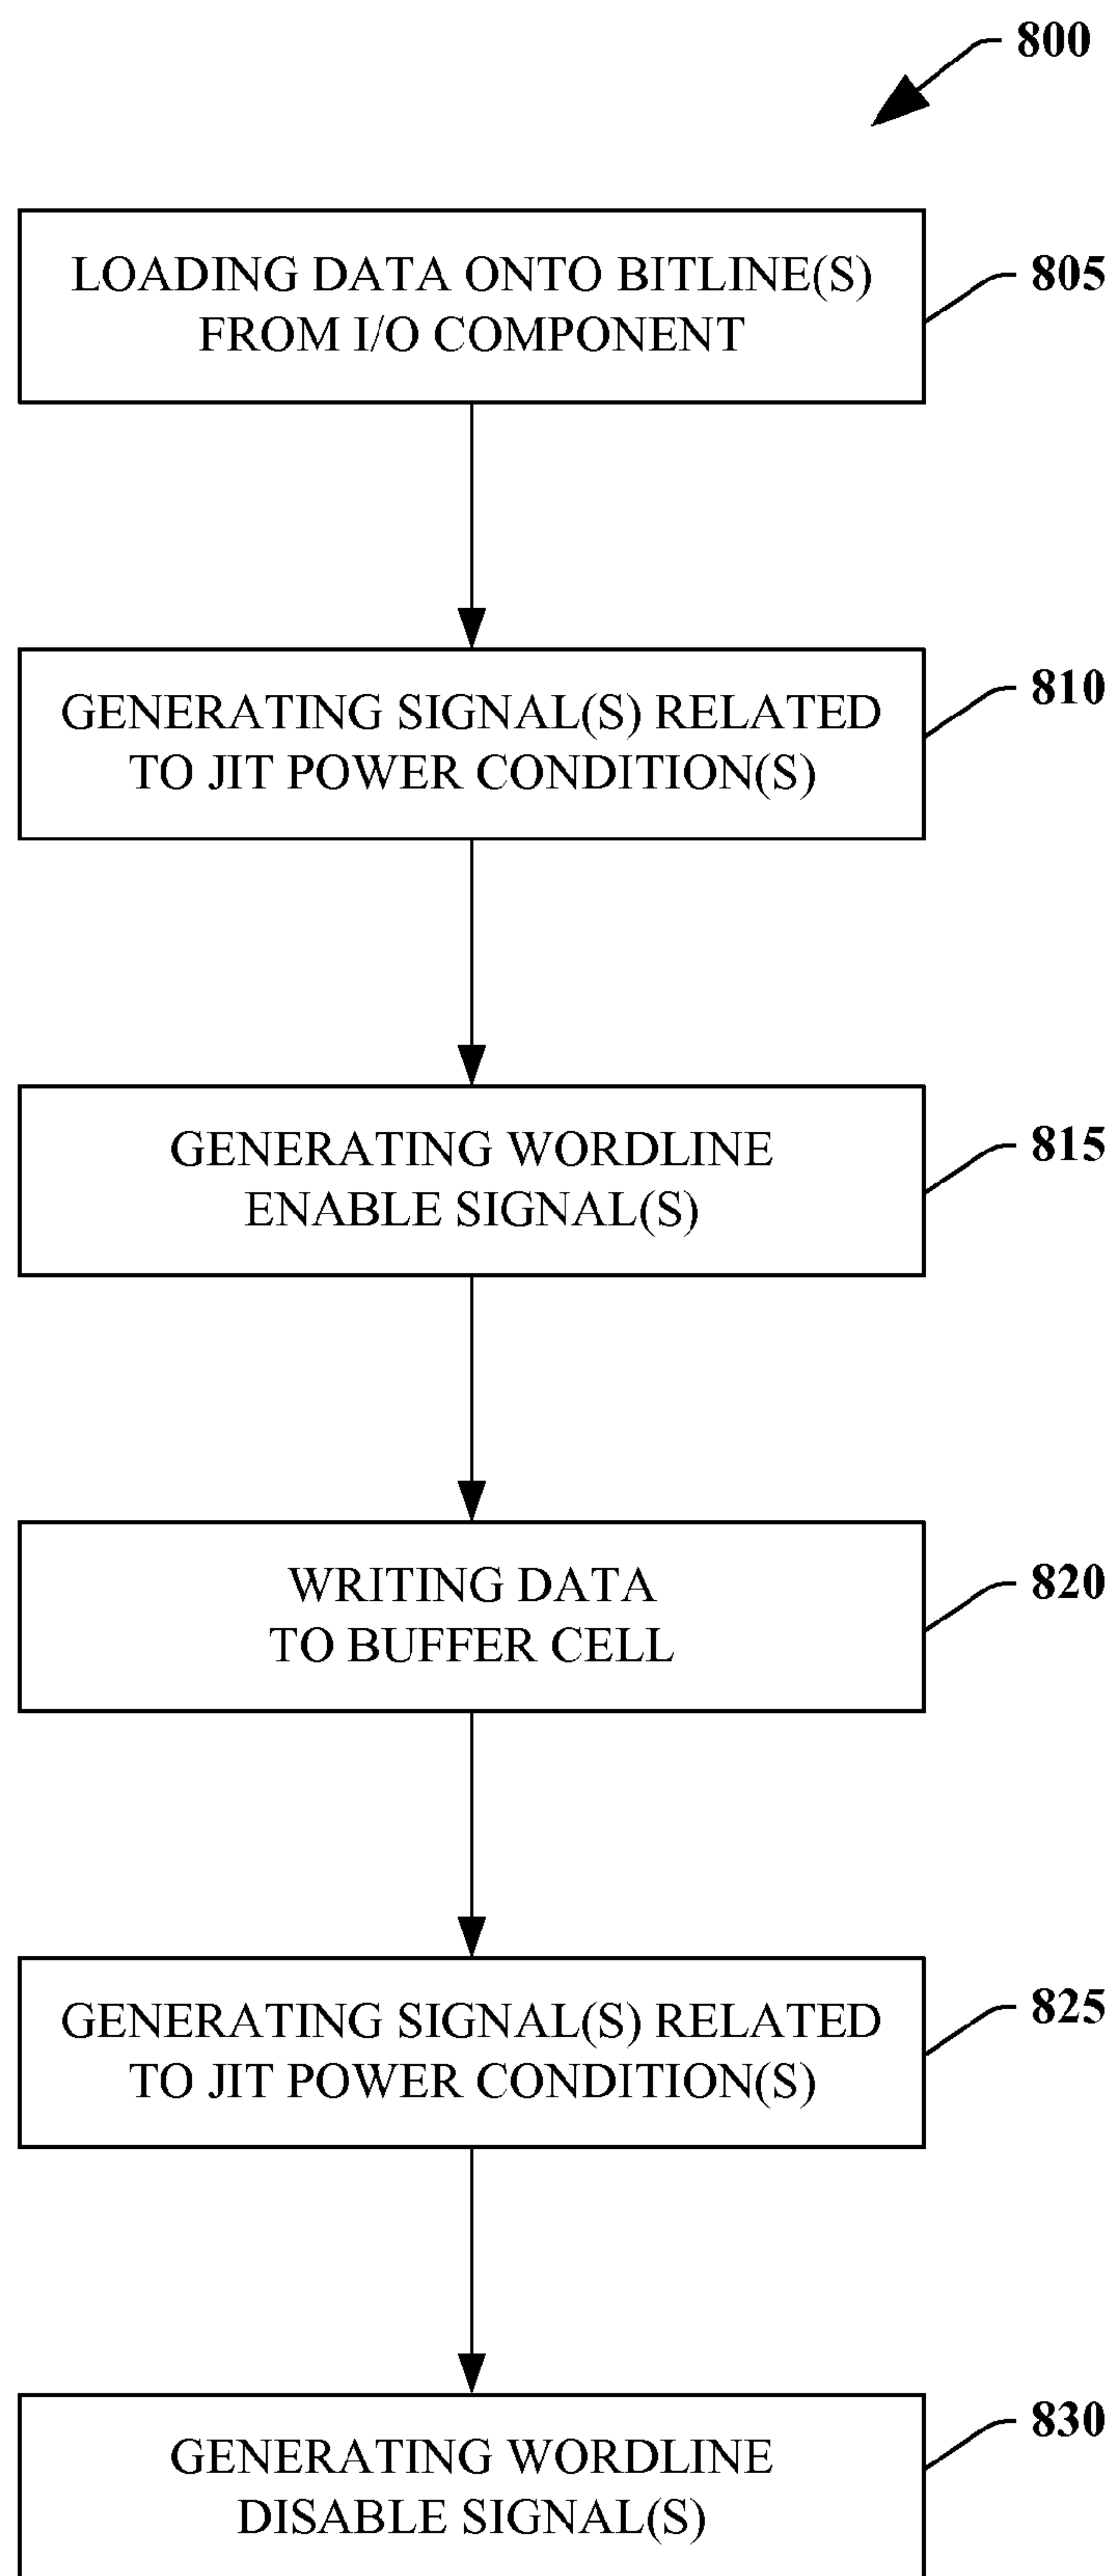 800
LOADING DATA ONTO BITLINE(S)
FROM I/O COMPONENT
805
GENERATING SIGNAL(S) RELATED
TO JIT POWER CONDITION(S)
810
GENERATING WORDLINE
ENABLE SIGNAL(S)
815
WRITING DATA
TO BUFFER CELL
820
GENERATING SIGNAL(S) RELATED
TO JIT POWER CONDITION(S)
825
GENERATING WORDLINE
DISABLE SIGNAL(S)
830